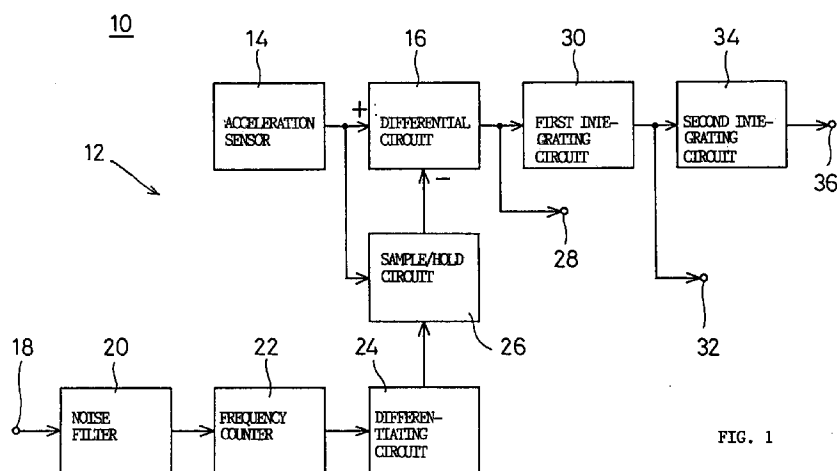 10
14
16
30
34
ACCELERATION
SENSOR
+
DIFFERENTIAL
CIRCUIT
FIRST INTE-
GRATING
CIRCUIT
SECOND INTE-
GRATING
CIRCUIT
12
−
36
28
SAMPLE/HOLD
CIRCUIT
32
18
20
22
24
26
NOISE
FILTER
FREQUENCY
COUNTER
DIFFEREN-
TIATING
CIRCUIT
FIG. 1